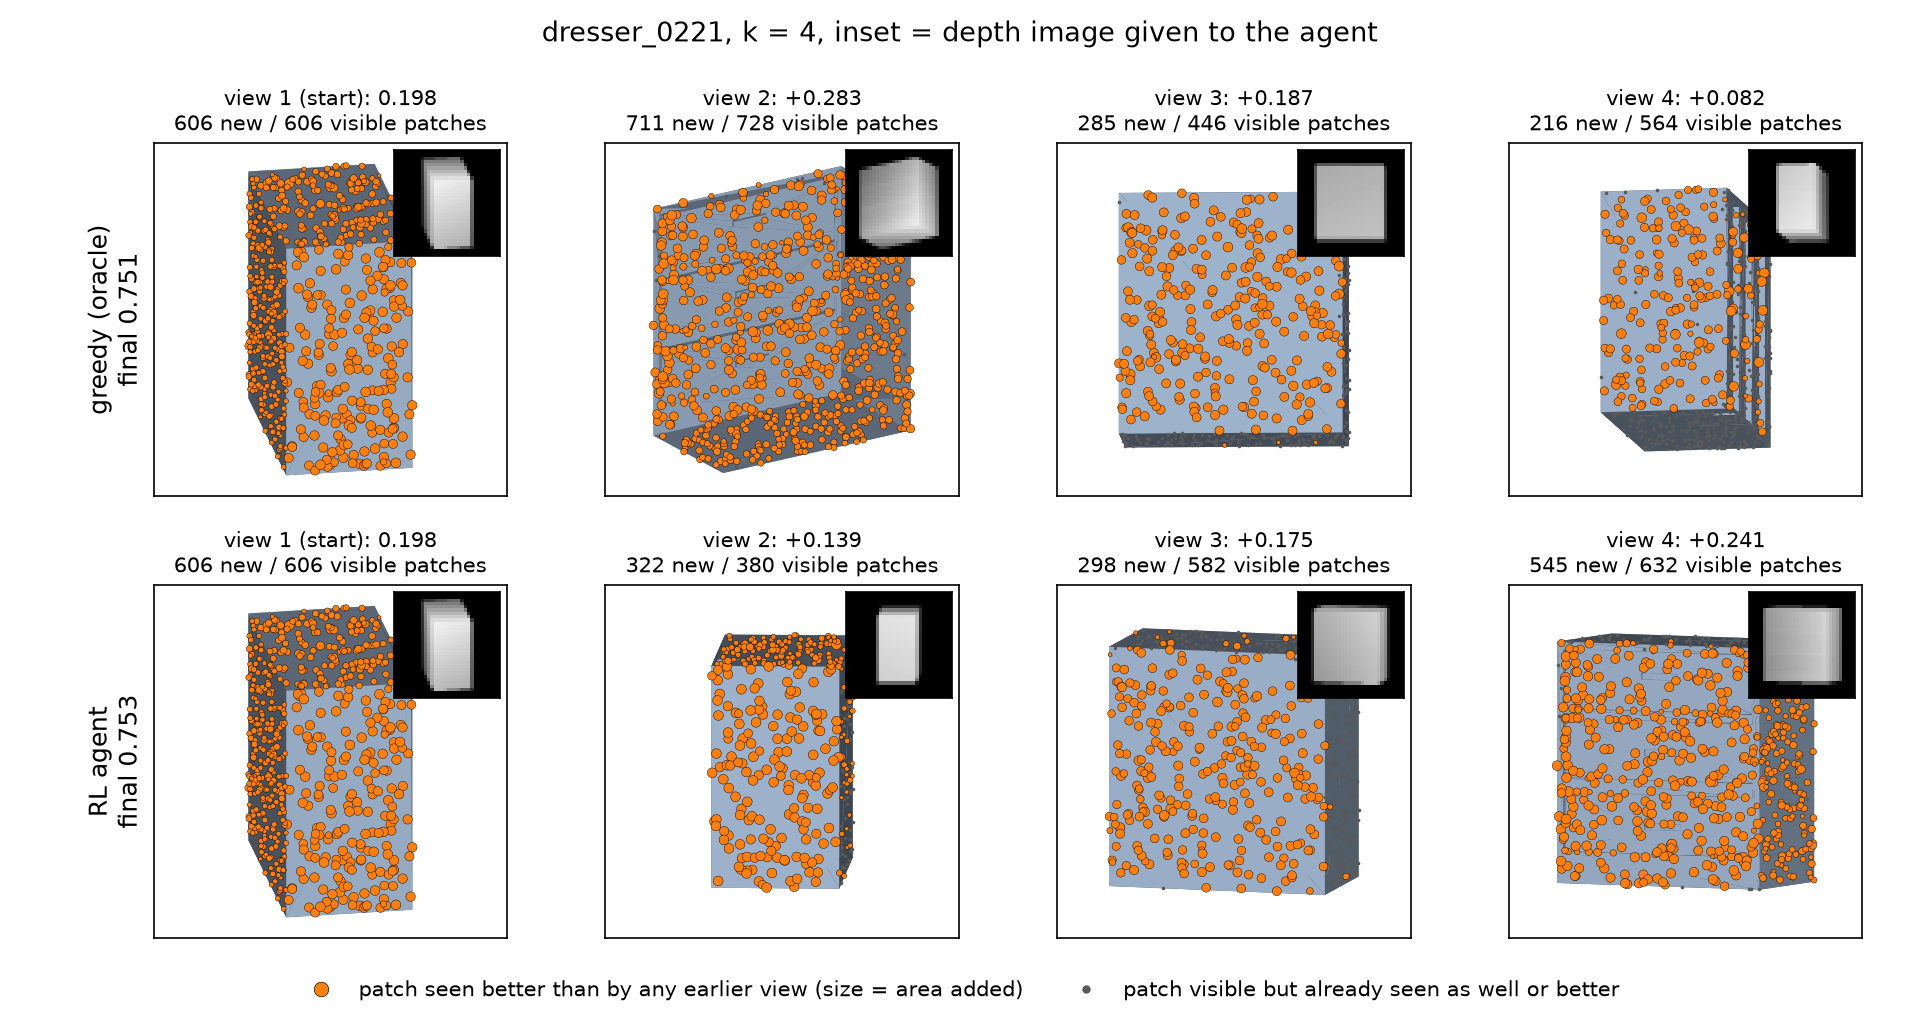 dresser_0221, k = 4, inset = depth image given to the agent
view 1 (start): 0.198
606 new / 606 visible patches
view 2: +0.283
711 new / 728 visible patches
view 3: +0.187
285 new / 446 visible patches
view 4: +0.082
216 new / 564 visible patches
greedy (oracle)
final 0.751
view 1 (start): 0.198
606 new / 606 visible patches
view 2: +0.139
322 new / 380 visible patches
view 3: +0.175
298 new / 582 visible patches
view 4: +0.241
545 new / 632 visible patches
RL agent
final 0.753
patch seen better than by any earlier view (size = area added)
patch visible but already seen as well or better